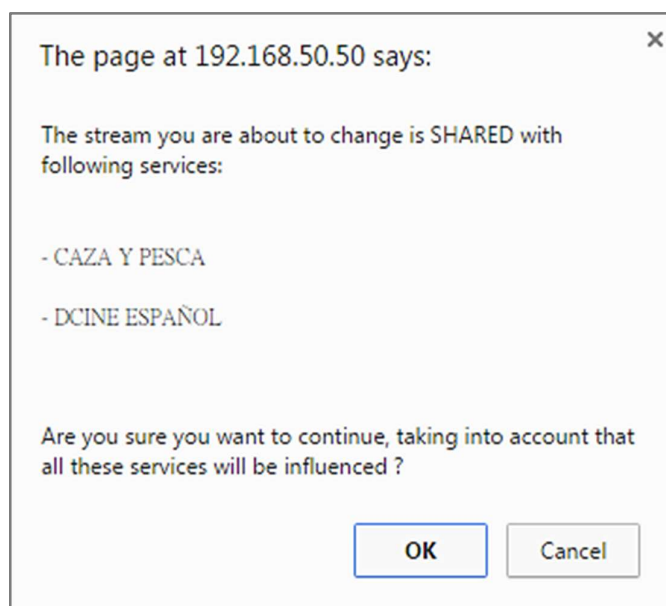 The page at 192.168.50.50 says:
The stream you are about to change is SHARED with
following services:
- CAZA Y PESCA
- DCINE ESPAÑOL
Are you sure you want to continue, taking into account that
all these services will be influenced ?
OK
Cancel